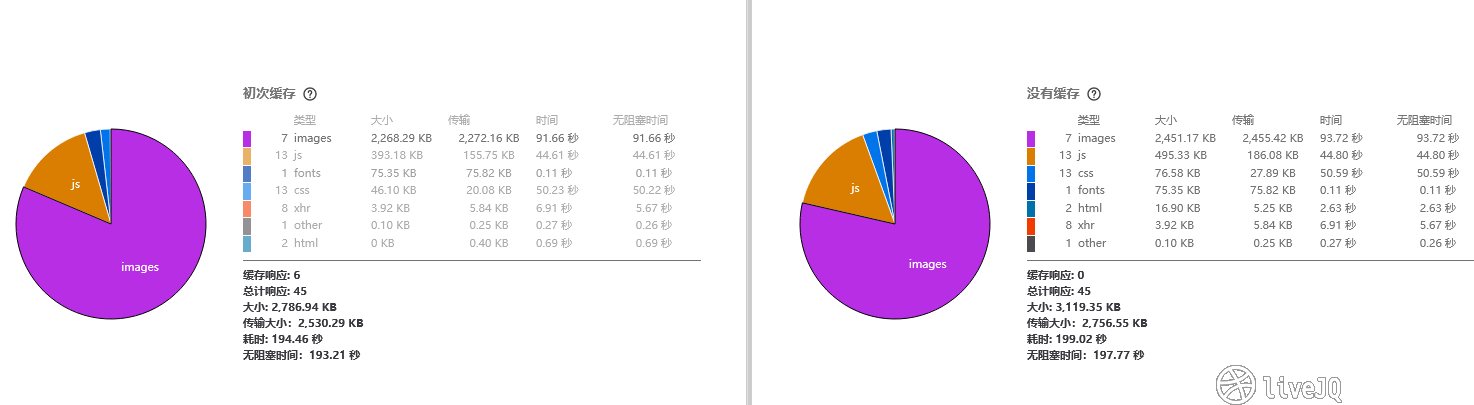 初次缓存 ?
类型 大小 传输 时间 无阻塞时间
7 images 2,268.29 KB 2,272.16 KB 91.66 秒 91.66 秒
13 js 393.18 KB 155.75 KB 44.61 秒 44.61 秒
1 fonts 75.35 KB 75.82 KB 0.11 秒 0.11 秒
13 css 46.10 KB 20.08 KB 50.23 秒 50.22 秒
8 xhr 3.92 KB 5.84 KB 6.91 秒 5.67 秒
1 other 0.10 KB 0.25 KB 0.27 秒 0.26 秒
2 html 0 KB 0.40 KB 0.69 秒 0.69 秒
js
images
缓存响应: 6
总计响应: 45
大小: 2,786.94 KB
传输大小: 2,530.29 KB
耗时: 194.46 秒
无阻塞时间: 193.21 秒
没有缓存 ?
类型 大小 传输 时间 无阻塞时间
7 images 2,451.17 KB 2,455.42 KB 93.72 秒 93.72 秒
13 js 495.33 KB 186.08 KB 44.80 秒 44.80 秒
13 css 76.58 KB 27.89 KB 50.59 秒 50.59 秒
1 fonts 75.35 KB 75.82 KB 0.11 秒 0.11 秒
2 html 16.90 KB 5.25 KB 2.63 秒 2.63 秒
8 xhr 3.92 KB 5.84 KB 6.91 秒 5.67 秒
1 other 0.10 KB 0.25 KB 0.27 秒 0.26 秒
js
images
缓存响应: 0
总计响应: 45
大小: 3,119.35 KB
传输大小: 2,756.55 KB
耗时: 199.02 秒
无阻塞时间: 197.77 秒
liveJQ